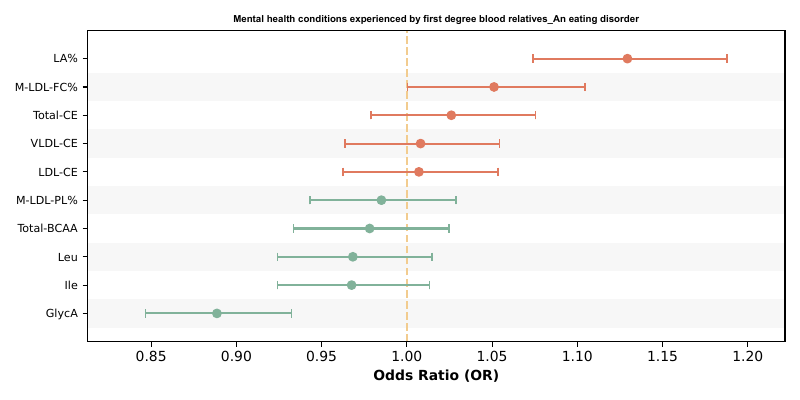 Mental health conditions experienced by first degree blood relatives_An eating disorder
LA%
M-LDL-FC%
Total-CE
VLDL-CE
LDL-CE
M-LDL-PL%
Total-BCAA
Leu
Ile
GlycA
0.85 0.90 0.95 1.00 1.05 1.10 1.15 1.20
Odds Ratio (OR)